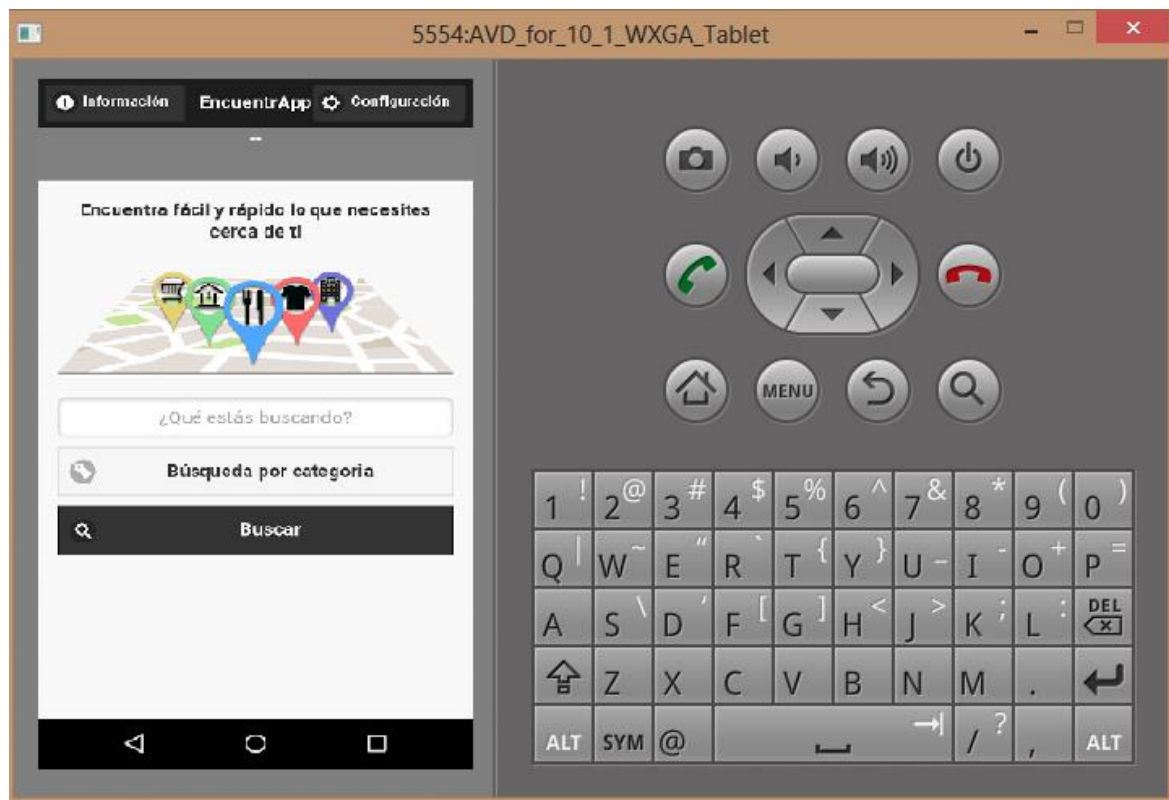 5554:AVD_for_10_1_WXGA_Tablet
Información EncuentrApp Configuración
Encuentra fácil y rápido lo que necesites
cerca de ti
¿Qué estás buscando?
Búsqueda por categoria
Buscar
MENU
1 ! 2 @ 3 # 4 $ 5 % 6 ^ 7 & 8 * 9 ( 0 )
Q | W ~ E " R ` T { Y } U _ I - O + P =
A S \ D ' F [ G ] H < J > K ; L : DEL
Z X C V B N M .
ALT SYM @ / ? , ALT